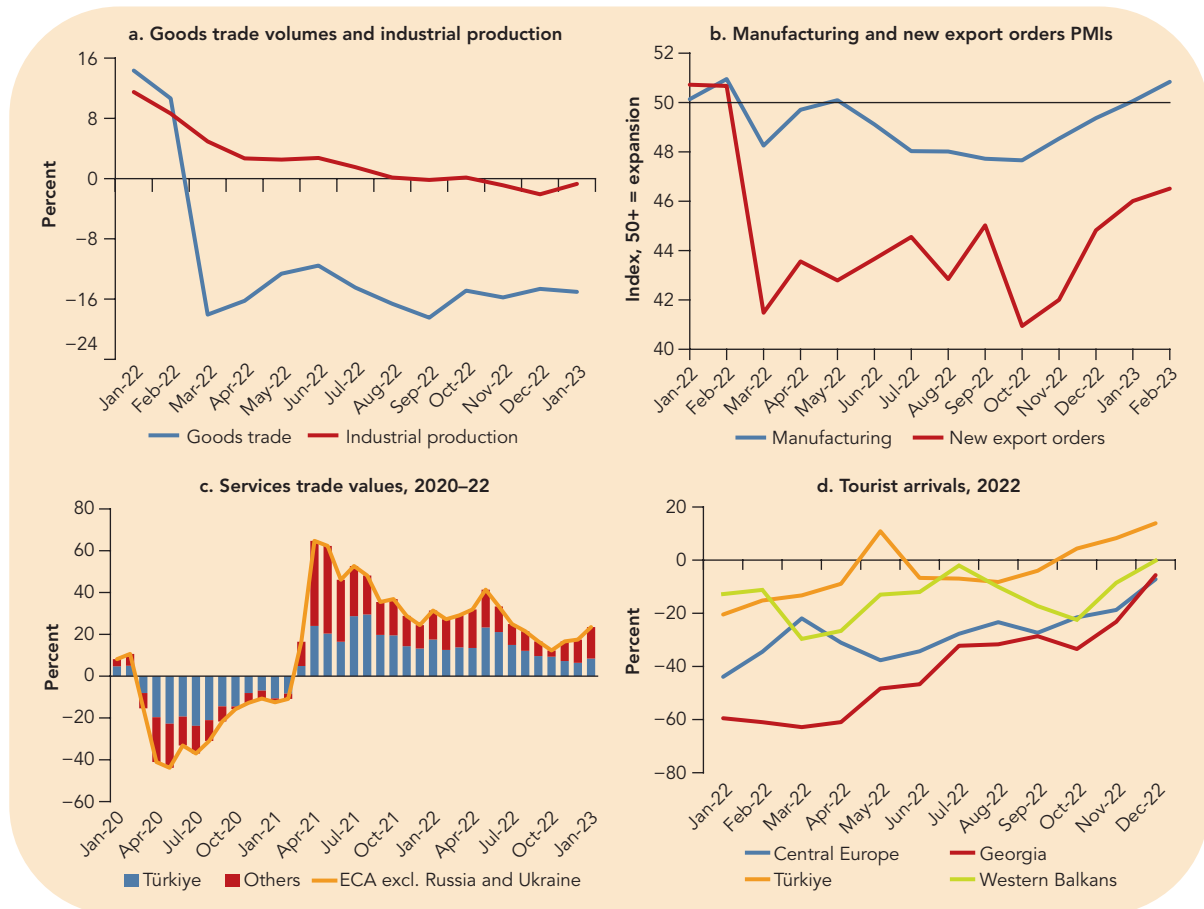 a. Goods trade volumes and industrial production
Percent
16
8
0
−8
−16
−24
Jan-22
Feb-22
Mar-22
Apr-22
May-22
Jun-22
Jul-22
Aug-22
Sep-22
Oct-22
Nov-22
Dec-22
Jan-23
Goods trade
Industrial production
b. Manufacturing and new export orders PMIs
Index, 50+ = expansion
52
50
48
46
44
42
40
Jan-22
Feb-22
Mar-22
Apr-22
May-22
Jun-22
Jul-22
Aug-22
Sep-22
Oct-22
Nov-22
Dec-22
Jan-23
Feb-23
Manufacturing
New export orders
c. Services trade values, 2020–22
Percent
80
60
40
20
0
−20
−40
−60
Jan-20
Apr-20
Jul-20
Oct-20
Jan-21
Apr-21
Jul-21
Oct-21
Jan-22
Apr-22
Jul-22
Oct-22
Jan-23
Türkiye
Others
ECA excl. Russia and Ukraine
d. Tourist arrivals, 2022
Percent
20
0
−20
−40
−60
−80
Jan-22
Feb-22
Mar-22
Apr-22
May-22
Jun-22
Jul-22
Aug-22
Sep-22
Oct-22
Nov-22
Dec-22
Central Europe
Georgia
Türkiye
Western Balkans